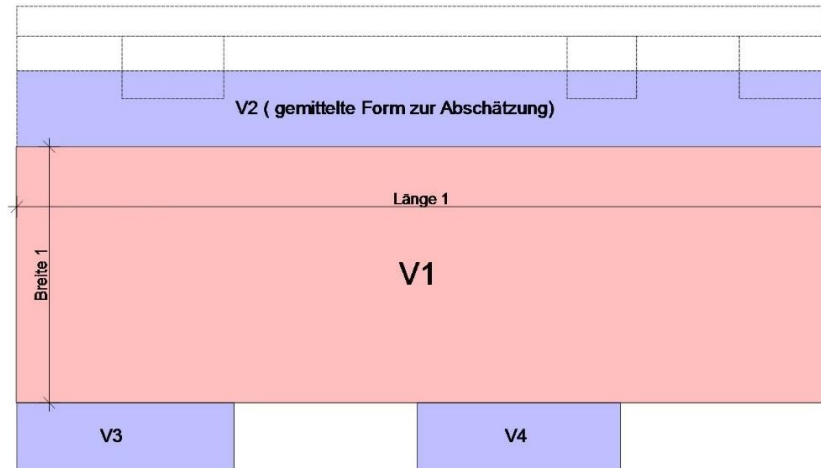 V2 ( gemittelte Form zur Abschätzung)
Länge 1
Breite 1
V1
V3
V4